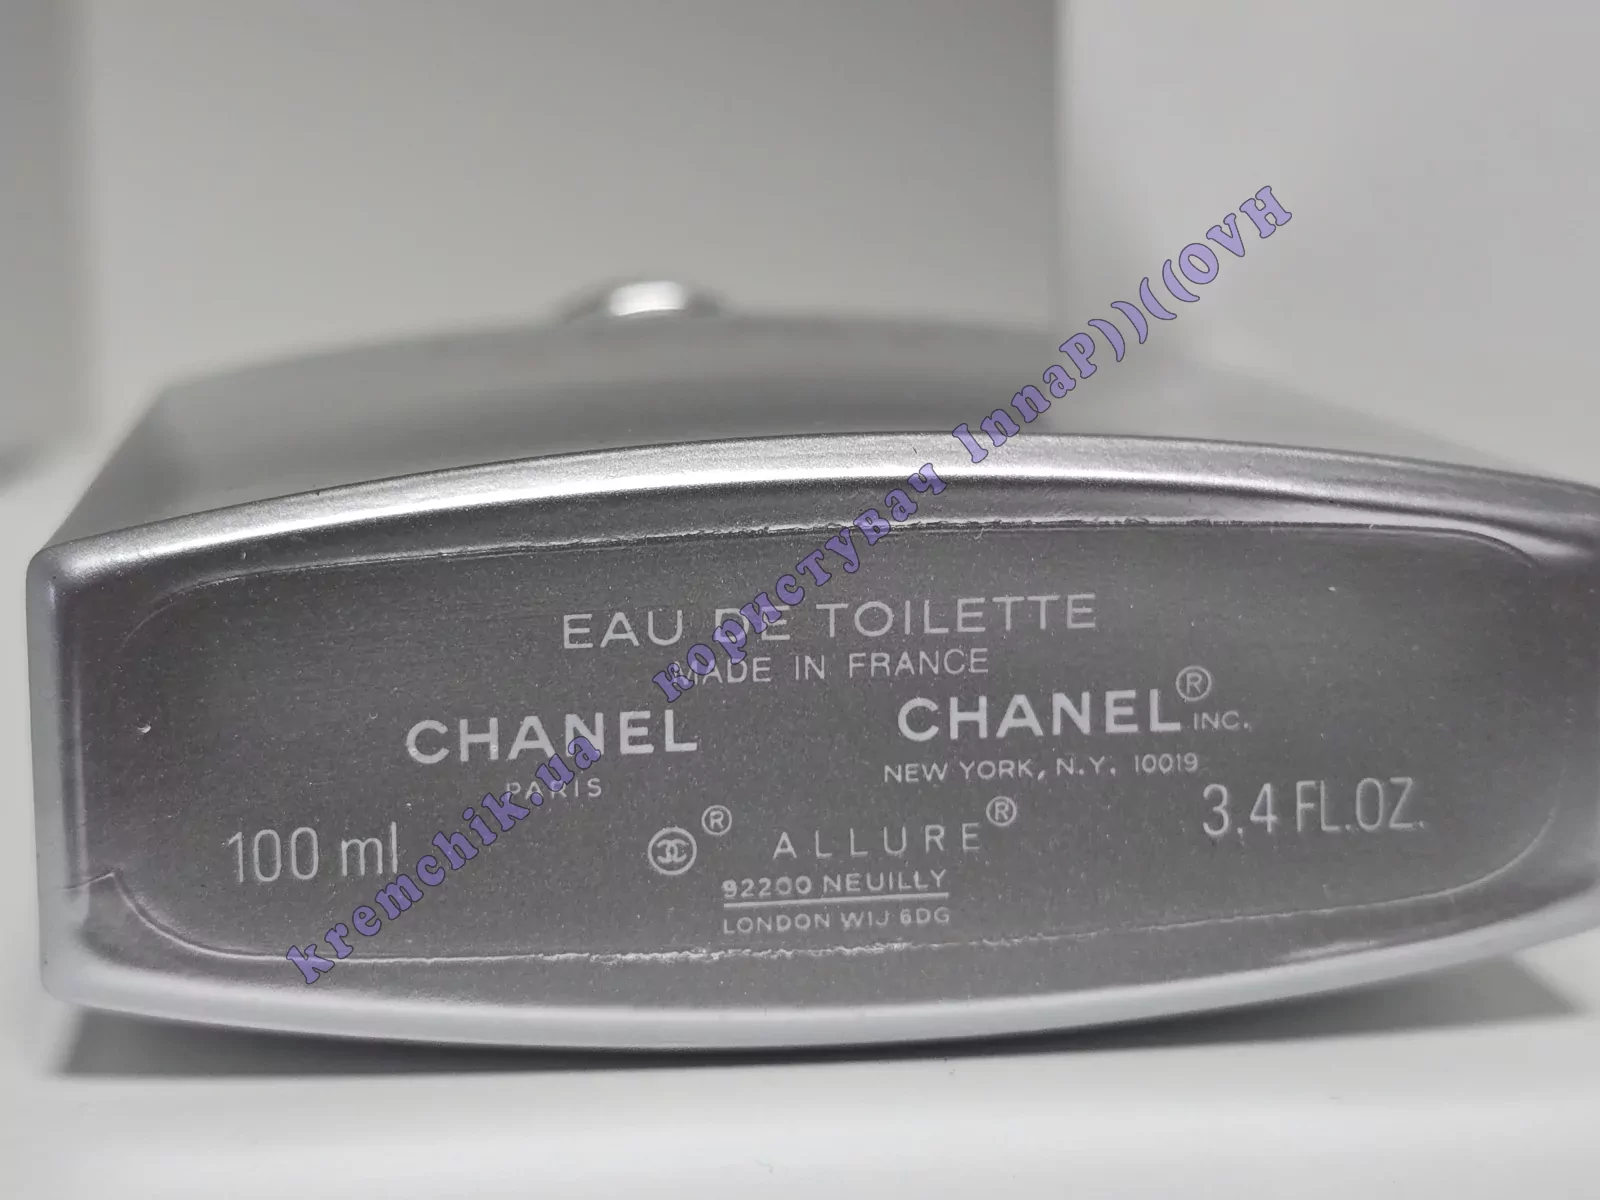 EAU DE TOILETTE
MADE IN FRANCE
CHANEL
PARIS
CHANEL® INC.
NEW YORK, N.Y. 10019
100 ml
® ALLURE®
3.4 FL.OZ.
92200 NEUILLY
LONDON W1J 6DG
kremchik.ua користувач InnaP))((OVH